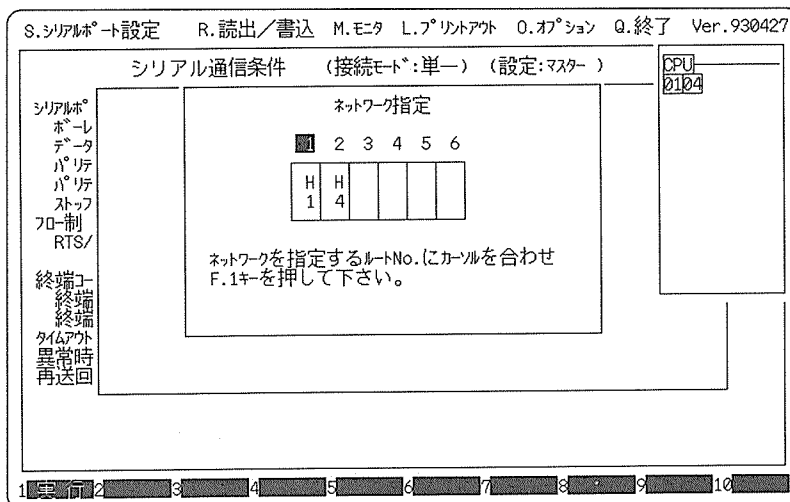 S.シリアルポート設定 R.読出／書込 M.モニタ L.プリントアウト O.オプション Q.終了 Ver.930427
シリアル通信条件 (接続モード:単一) (設定:マスター )
CPU
01 04
ネットワーク指定
1 2 3 4 5 6
H H
1 4
ネットワークを指定するルートNo.にカーソルを合わせ
F.1キーを押して下さい。
シリアルポ
ボーレ
データ
パリテ
パリテ
ストッフ
フロー制
RTS/
終端コー
終端
終端
タイムアウト
異常時
再送回
1 実 行 2 3 4 5 6 7 8 9 10